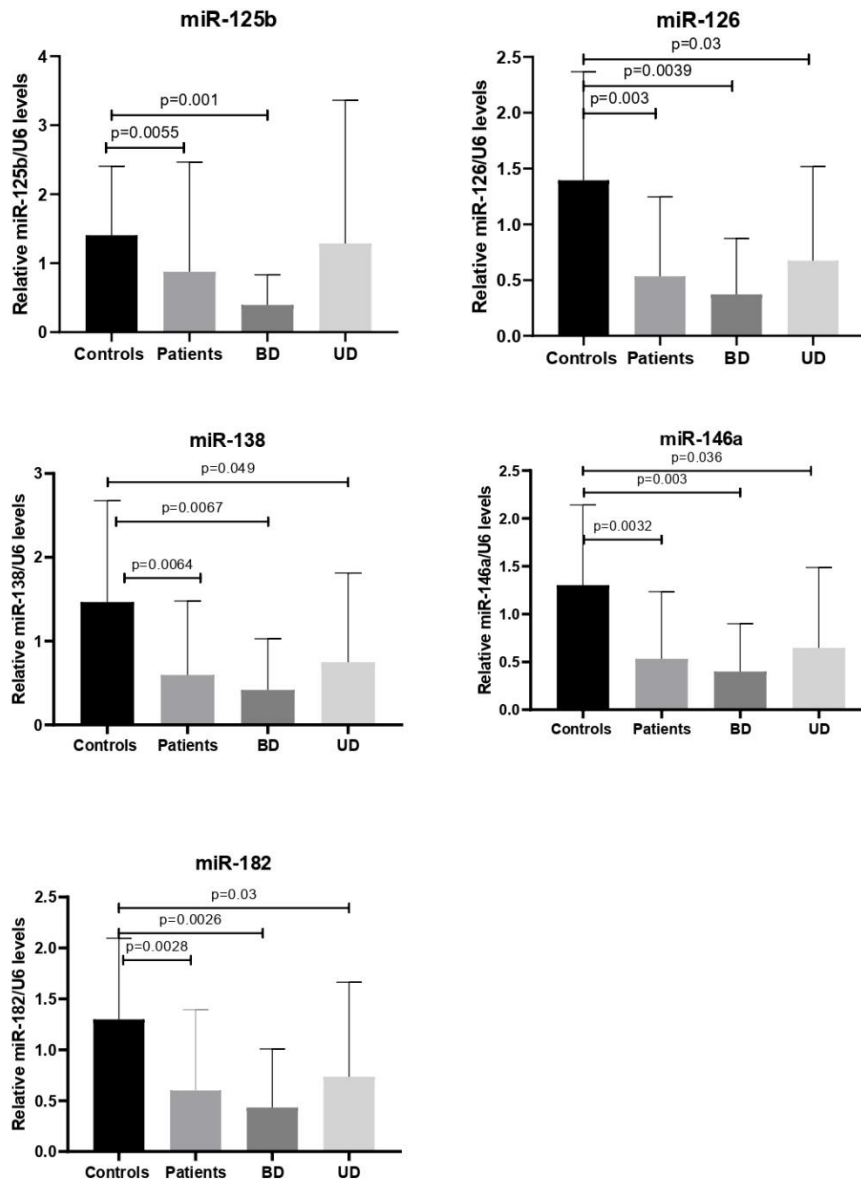 miR-125b
Relative miR-125b/U6 levels
4
3
2
1
0
p=0.001
p=0.0055
Controls Patients BD UD
miR-126
Relative miR-126/U6 levels
2.5
2.0
1.5
1.0
0.5
0.0
p=0.03
p=0.0039
p=0.003
Controls Patients BD UD
miR-138
Relative miR-138/U6 levels
3
2
1
0
p=0.049
p=0.0067
p=0.0064
Controls Patients BD UD
miR-146a
Relative miR-146a/U6 levels
2.5
2.0
1.5
1.0
0.5
0.0
p=0.036
p=0.003
p=0.0032
Controls Patients BD UD
miR-182
Relative miR-182/U6 levels
2.5
2.0
1.5
1.0
0.5
0.0
p=0.03
p=0.0026
p=0.0028
Controls Patients BD UD